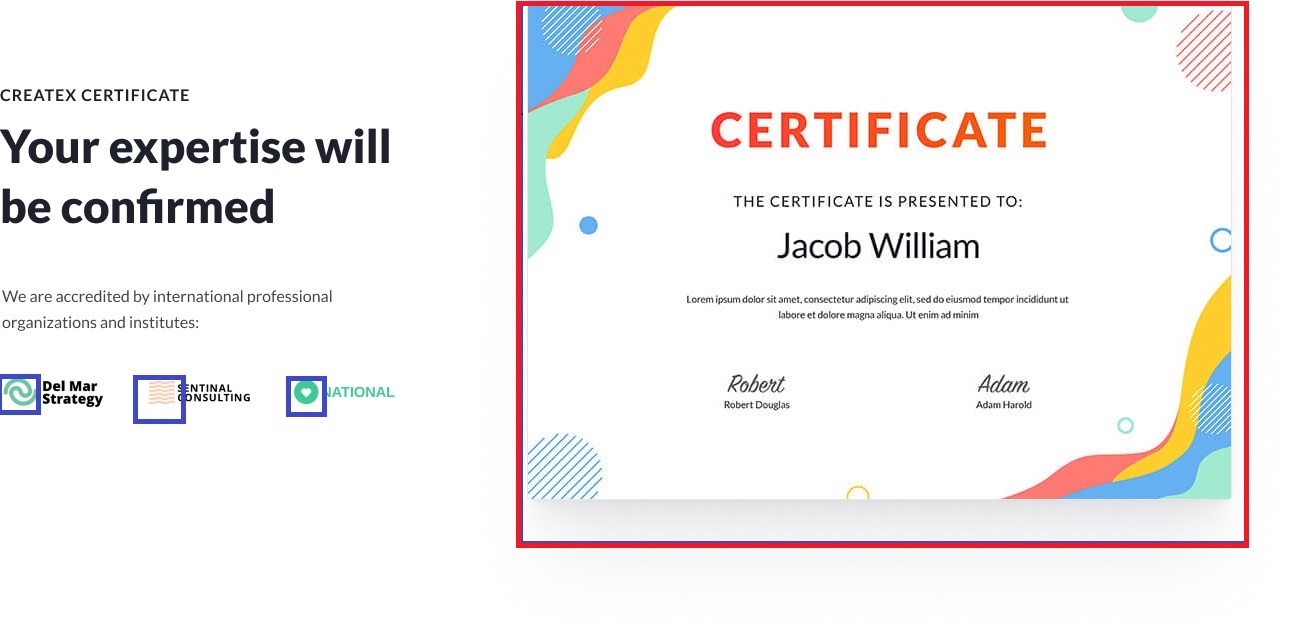 CREATEX CERTIFICATE
Your expertise will
be confirmed
We are accredited by international professional
organizations and institutes:
Del Mar
Strategy
SENTINAL
CONSULTING
NATIONAL
CERTIFICATE
THE CERTIFICATE IS PRESENTED TO:
Jacob William
Lorem ipsum dolor sit amet, consectetur adipiscing elit, sed do eiusmod tempor incididunt ut
labore et dolore magna aliqua. Ut enim ad minim
Robert
Robert Douglas
Adam
Adam Harold